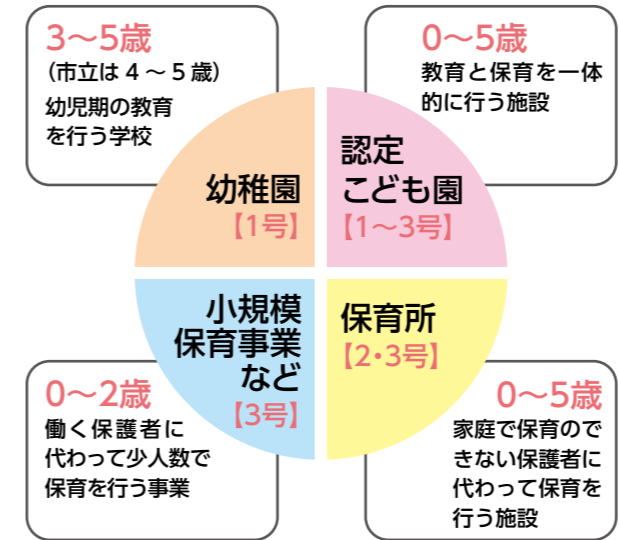 3～5歳
（市立は4～5歳）
幼児期の教育
を行う学校
0～5歳
教育と保育を一体
的に行う施設
幼稚園
【1号】
認定
こども園
【1～3号】
小規模
保育事業
など
【3号】
保育所
【2・3号】
0～2歳
働く保護者に
代わって少人数で
保育を行う事業
0～5歳
家庭で保育ので
きない保護者に
代わって保育を
行う施設